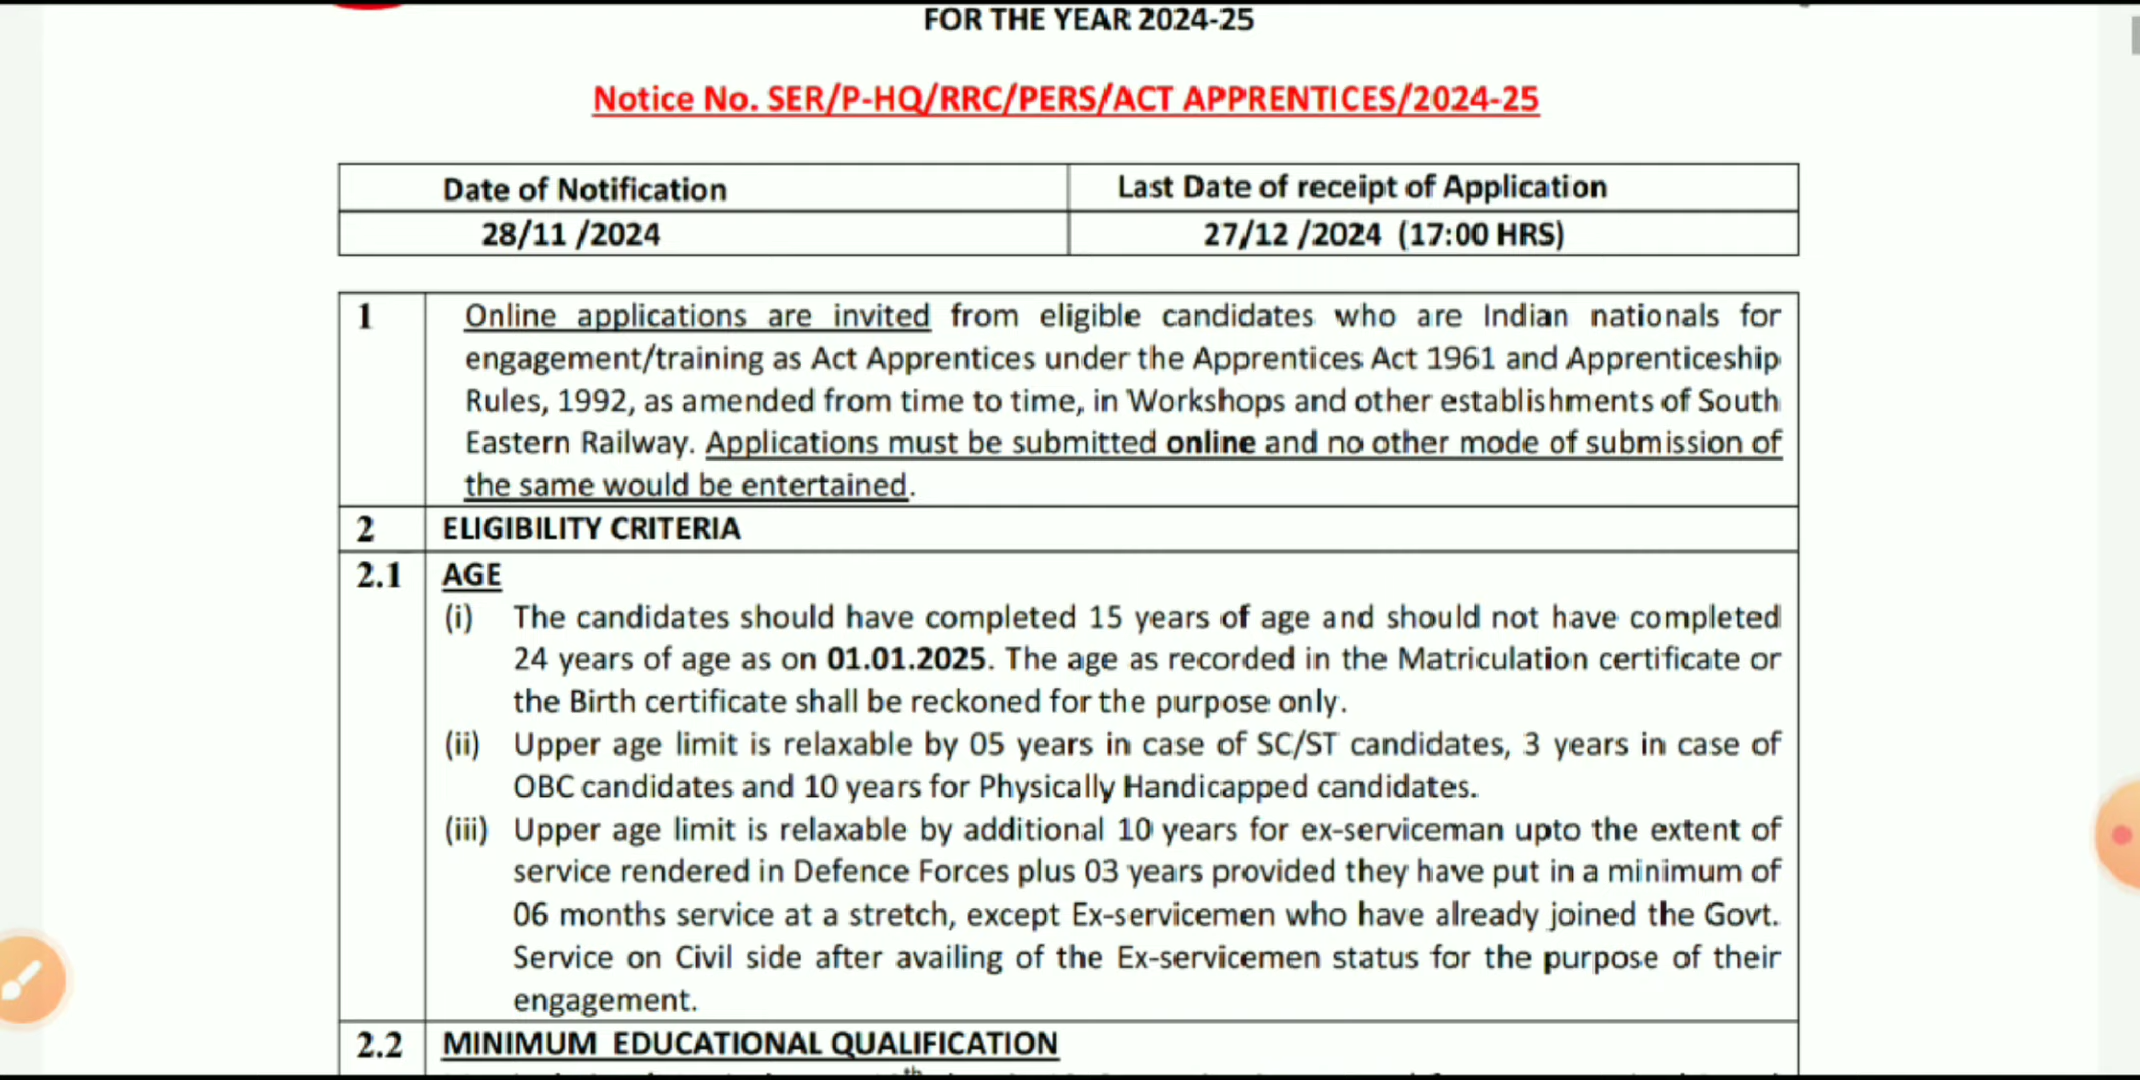 FOR THE YEAR 2024-25
Notice No. SER/P-HQ/RRC/PERS/ACT APPRENTICES/2024-25
Date of Notification
Last Date of receipt of Application
28/11 /2024
27/12 /2024 (17:00 HRS)
1
Online applications are invited from eligible candidates who are Indian nationals for
engagement/training as Act Apprentices under the Apprentices Act 1961 and Apprenticeship
Rules, 1992, as amended from time to time, in Workshops and other establishments of South
Eastern Railway. Applications must be submitted online and no other mode of submission of
the same would be entertained.
2 ELIGIBILITY CRITERIA
2.1 AGE
(i) The candidates should have completed 15 years of age and should not have completed
24 years of age as on 01.01.2025. The age as recorded in the Matriculation certificate or
the Birth certificate shall be reckoned for the purpose only.
(ii) Upper age limit is relaxable by 05 years in case of SC/ST candidates, 3 years in case of
OBC candidates and 10 years for Physically Handicapped candidates.
(iii) Upper age limit is relaxable by additional 10 years for ex-serviceman upto the extent of
service rendered in Defence Forces plus 03 years provided they have put in a minimum of
06 months service at a stretch, except Ex-servicemen who have already joined the Govt.
Service on Civil side after availing of the Ex-servicemen status for the purpose of their
engagement.
2.2 MINIMUM EDUCATIONAL QUALIFICATION